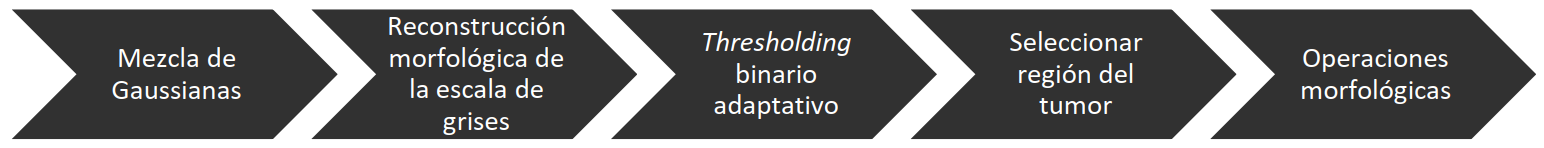 Mezcla de
Gaussianas
Reconstrucción
morfológica de
la escala de
grises
Thresholding
binario
adaptativo
Seleccionar
región del
tumor
Operaciones
morfológicas